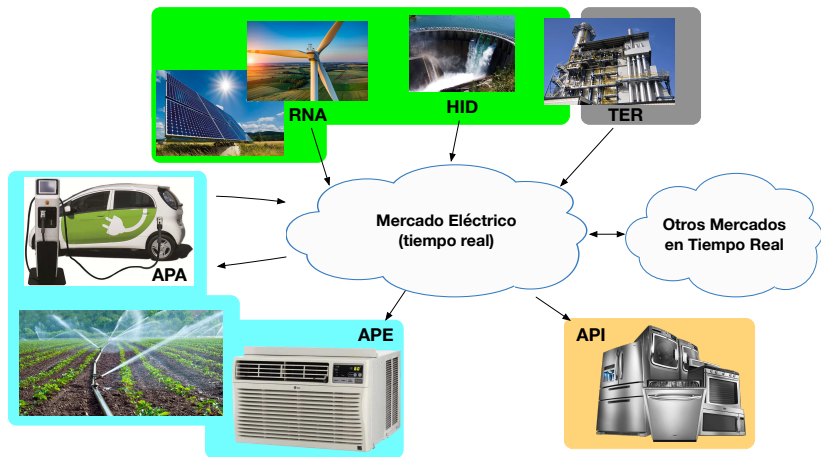 RNA
HID
TER
Mercado Eléctrico
(tiempo real)
Otros Mercados
en Tiempo Real
APA
APE
API